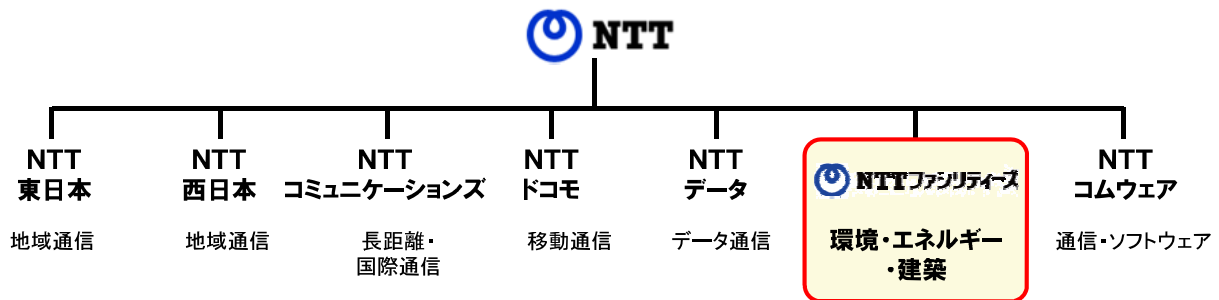 NTT
NTT
東日本
地域通信
NTT
西日本
地域通信
NTT
コミュニケーションズ
長距離・
国際通信
NTT
ドコモ
移動通信
NTT
データ
データ通信
NTTファシリティーズ
環境・エネルギー
・建築
NTT
コムウェア
通信・ソフトウェア